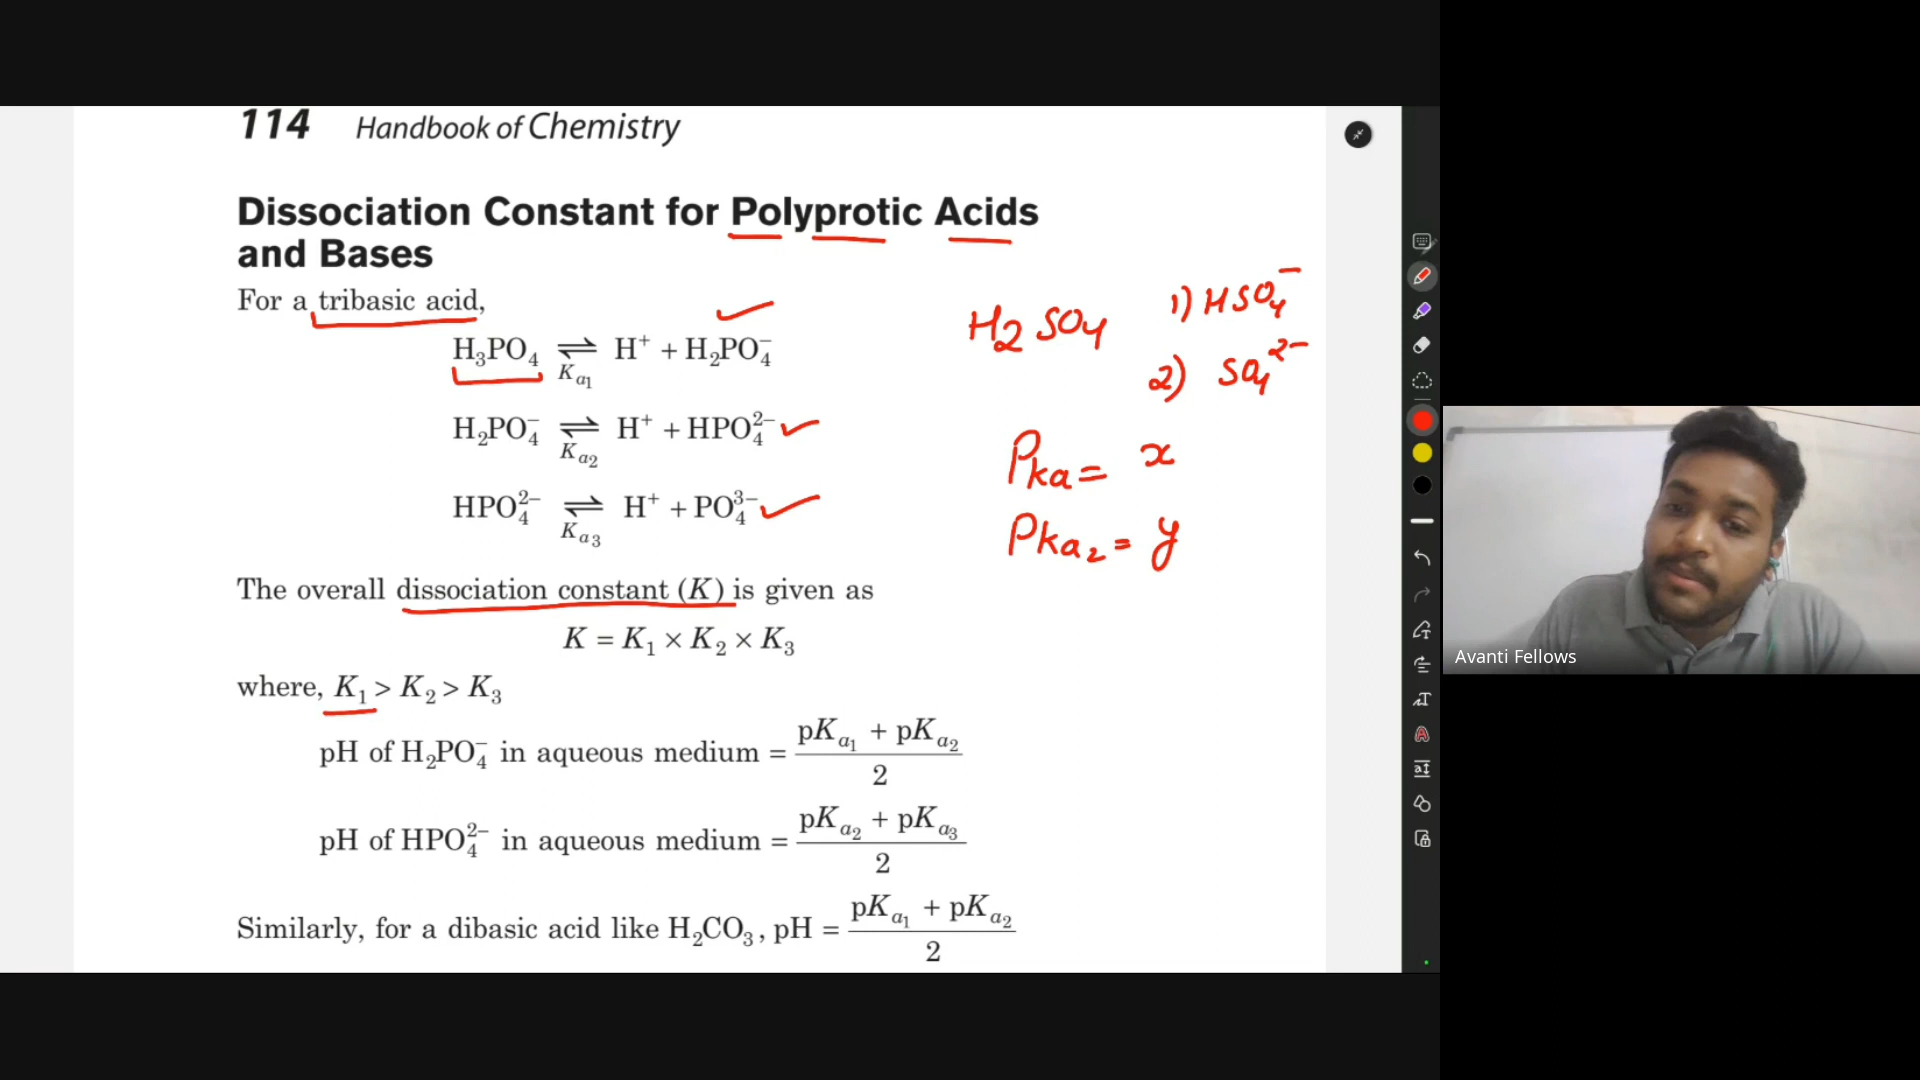 114 Handbook of Chemistry
Dissociation Constant for Polyprotic Acids
and Bases
For a tribasic acid,
H₃PO₄ ⇌ H⁺ + H₂PO₄⁻
Kₐ₁
H₂PO₄⁻ ⇌ H⁺ + HPO₄²⁻
Kₐ₂
HPO₄²⁻ ⇌ H⁺ + PO₄³⁻
Kₐ₃
The overall dissociation constant (K) is given as
K = K₁ × K₂ × K₃
where, K₁ > K₂ > K₃
pH of H₂PO₄⁻ in aqueous medium = (pKₐ₁ + pKₐ₂)/2
pH of HPO₄²⁻ in aqueous medium = (pKₐ₂ + pKₐ₃)/2
Similarly, for a dibasic acid like H₂CO₃, pH = (pKₐ₁ + pKₐ₂)/2
H₂SO₄
1) HSO₄⁻
2) SO₄²⁻
Pka = x
Pka₂ = y
Avanti Fellows